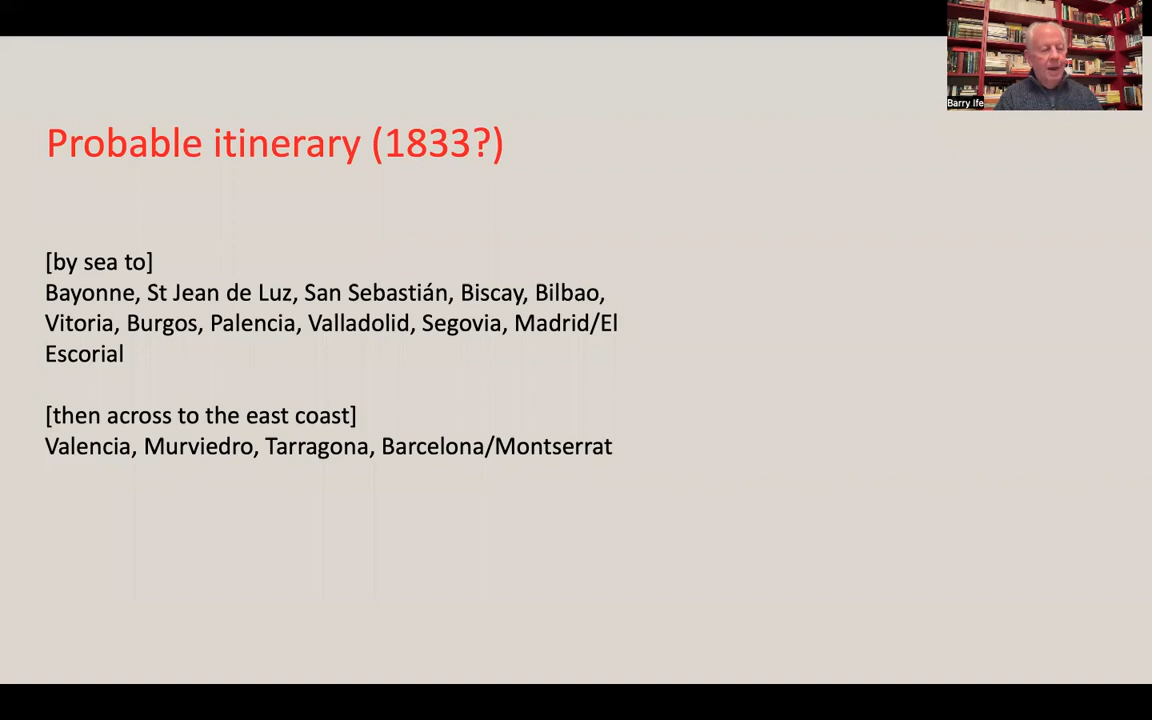 Barry Ife
Probable itinerary (1833?)
[by sea to]
Bayonne, St Jean de Luz, San Sebastián, Biscay, Bilbao,
Vitoria, Burgos, Palencia, Valladolid, Segovia, Madrid/El
Escorial
[then across to the east coast]
Valencia, Murviedro, Tarragona, Barcelona/Montserrat